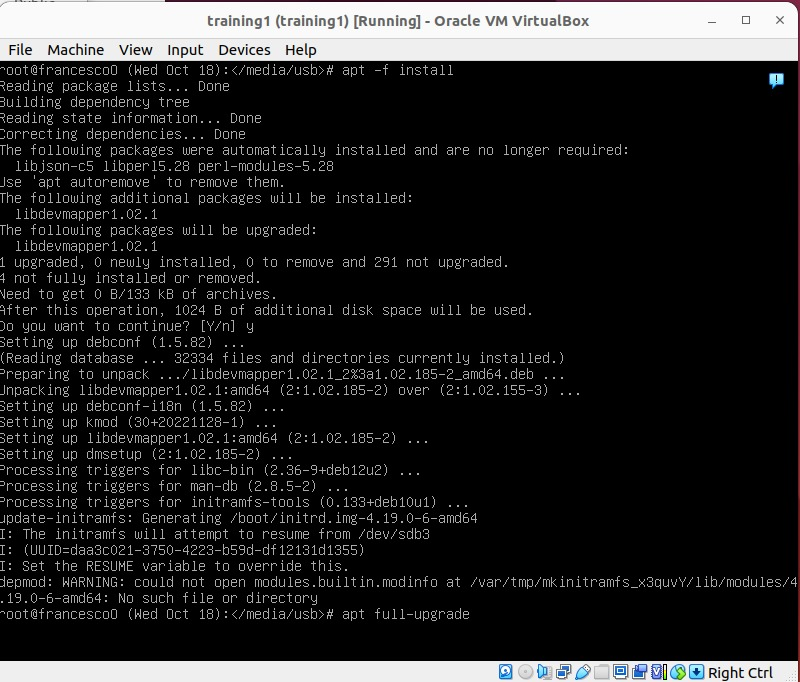 training1 (training1) [Running] - Oracle VM VirtualBox
File Machine View Input Devices Help
root@francesco0 (Wed Oct 18):</media/usb># apt -f install
Reading package lists... Done
Building dependency tree
Reading state information... Done
Correcting dependencies... Done
The following packages were automatically installed and are no longer required:
  libjson-c5 libperl5.28 perl-modules-5.28
Use 'apt autoremove' to remove them.
The following additional packages will be installed:
  libdevmapper1.02.1
The following packages will be upgraded:
  libdevmapper1.02.1
1 upgraded, 0 newly installed, 0 to remove and 291 not upgraded.
4 not fully installed or removed.
Need to get 0 B/133 kB of archives.
After this operation, 1024 B of additional disk space will be used.
Do you want to continue? [Y/n] y
Setting up debconf (1.5.82) ...
(Reading database ... 32334 files and directories currently installed.)
Preparing to unpack .../libdevmapper1.02.1_2%3a1.02.185-2_amd64.deb ...
Unpacking libdevmapper1.02.1:amd64 (2:1.02.185-2) over (2:1.02.155-3) ...
Setting up debconf-i18n (1.5.82) ...
Setting up kmod (30+20221128-1) ...
Setting up libdevmapper1.02.1:amd64 (2:1.02.185-2) ...
Setting up dmsetup (2:1.02.185-2) ...
Processing triggers for libc-bin (2.36-9+deb12u2) ...
Processing triggers for man-db (2.8.5-2) ...
Processing triggers for initramfs-tools (0.133+deb10u1) ...
update-initramfs: Generating /boot/initrd.img-4.19.0-6-amd64
I: The initramfs will attempt to resume from /dev/sdb3
I: (UUID=daa3c021-3750-4223-b59d-df12131d1355)
I: Set the RESUME variable to override this.
depmod: WARNING: could not open modules.builtin.modinfo at /var/tmp/mkinitramfs_x3quvY/lib/modules/4
.19.0-6-amd64: No such file or directory
root@francesco0 (Wed Oct 18):</media/usb># apt full-upgrade
Right Ctrl